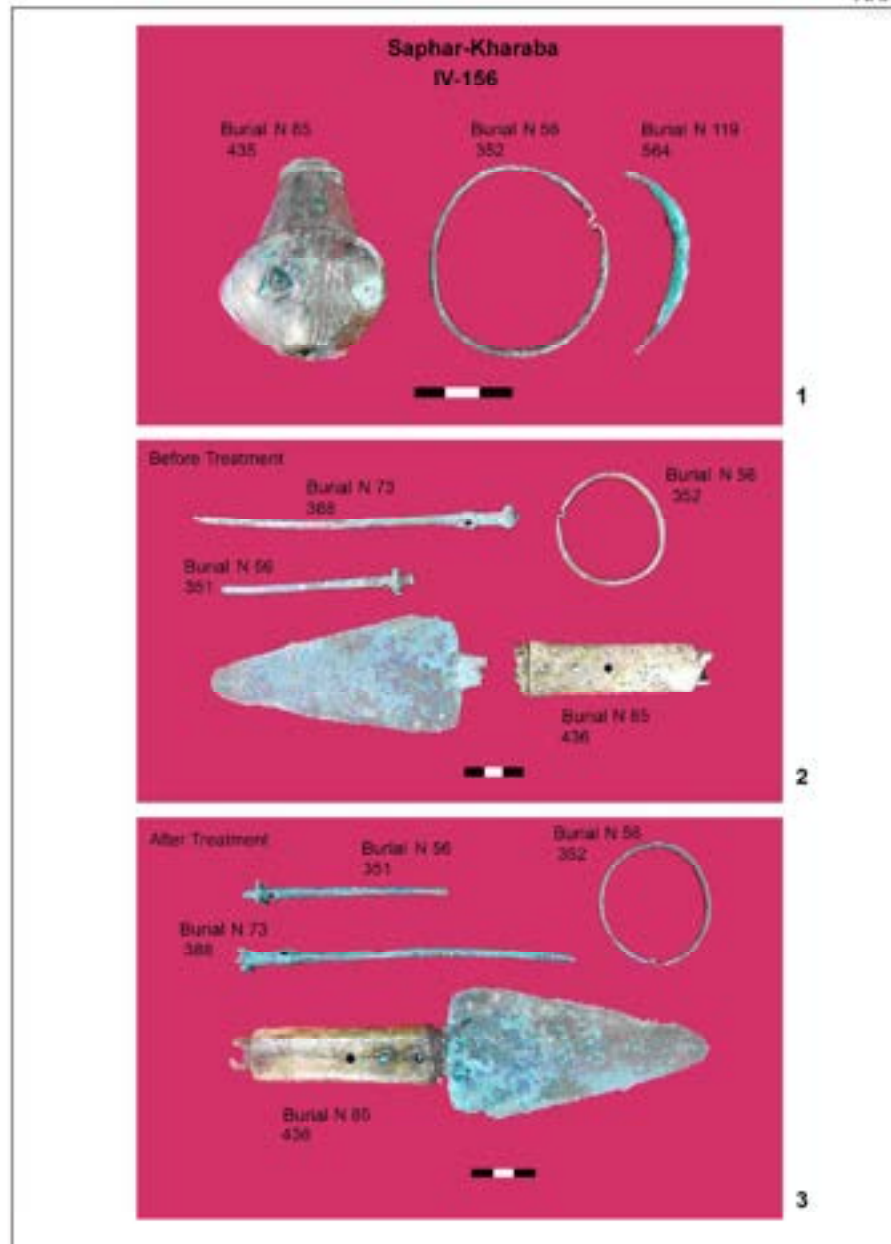 Saphar-Kharaba
IV-156
Burial N 85
435
Burial N 56
352
Burial N 119
564
1
Before Treatment
Burial N 73
388
Burial N 56
352
Burial N 56
351
Burial N 85
436
2
After Treatment
Burial N 56
351
Burial N 56
352
Burial N 73
388
Burial N 85
436
3